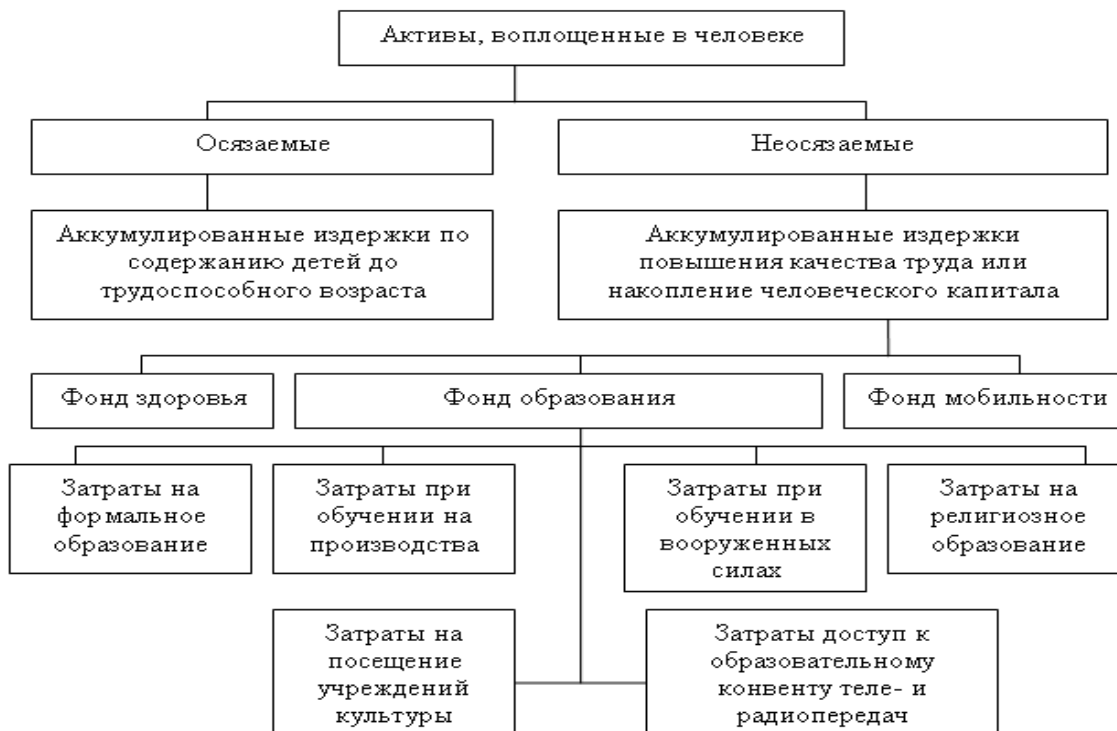 Активы, воплощенные в человеке
Осязаемые
Неосязаемые
Аккумулированные издержки по
содержанию детей до
трудоспособного возраста
Аккумулированные издержки
повышения качества труда или
накопление человеческого капитала
Фонд здоровья
Фонд образования
Фонд мобильности
Затраты на
формальное
образование
Затраты при
обучении на
производства
Затраты при
обучении в
вооруженных
силах
Затраты на
религиозное
образование
Затраты на
посещение
учреждений
культуры
Затраты доступ к
образовательному
конвенту теле- и
радиопередач